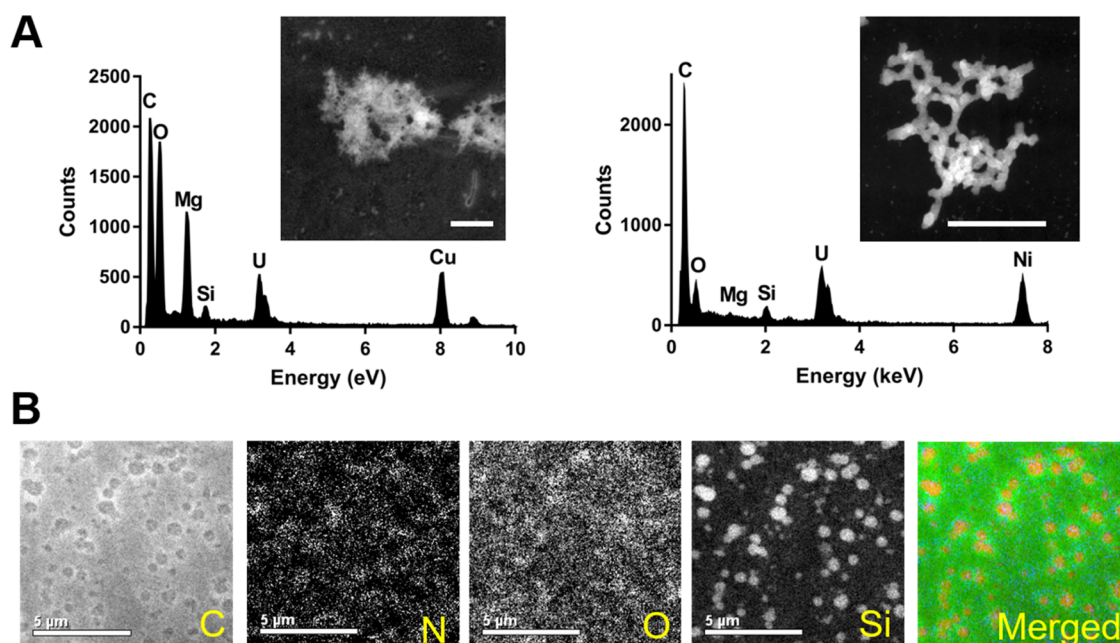 A
2500
2000
1500
1000
500
0
Counts
C
O
Mg
Si
U
Cu
0 2 4 6 8 10
Energy (eV)
2000
1000
0
Counts
C
O
Mg
Si
U
Ni
0 2 4 6 8
Energy (keV)
B
5 µm
C
5 µm
N
5 µm
O
5 µm
Si
Merged